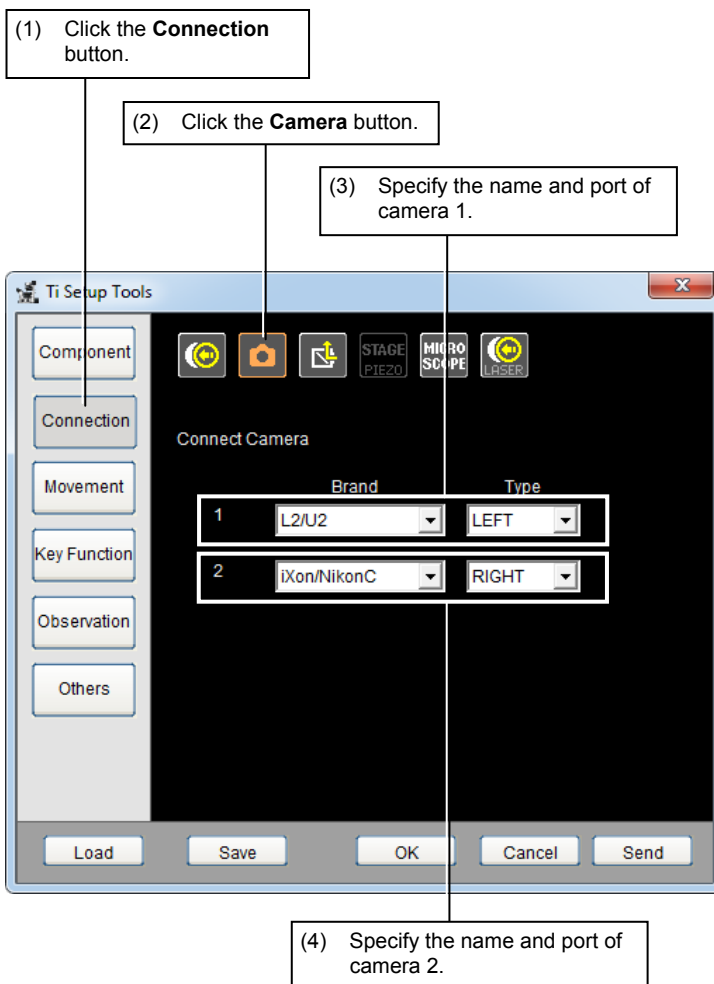 (1) Click the Connection
button.
(2) Click the Camera button.
(3) Specify the name and port of
camera 1.
Ti Setup Tools
Component
STAGE
PIEZO
MICRO
SCOPE
LASER
Connection
Connect Camera
Movement
Brand Type
1 L2/U2 LEFT
Key Function
2 iXon/NikonC RIGHT
Observation
Others
Load Save OK Cancel Send
(4) Specify the name and port of
camera 2.